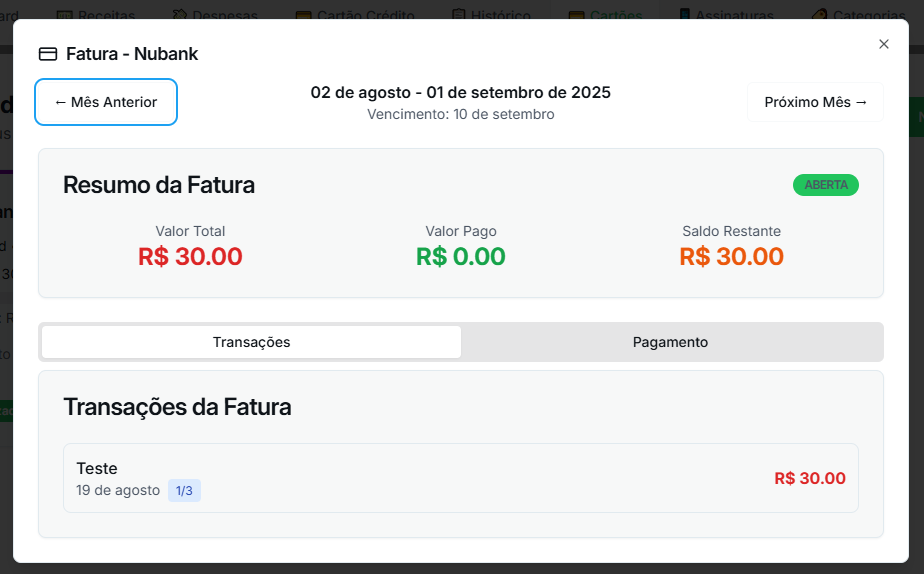 Receitas
Despesas
Cartão Crédito
Histórico
Cartões
Assinaturas
Categorias
Fatura - Nubank
← Mês Anterior
02 de agosto - 01 de setembro de 2025
Vencimento: 10 de setembro
Próximo Mês →
Resumo da Fatura
ABERTA
Valor Total
Valor Pago
Saldo Restante
R$ 30.00
R$ 0.00
R$ 30.00
Transações
Pagamento
Transações da Fatura
Teste
19 de agosto
1/3
R$ 30.00